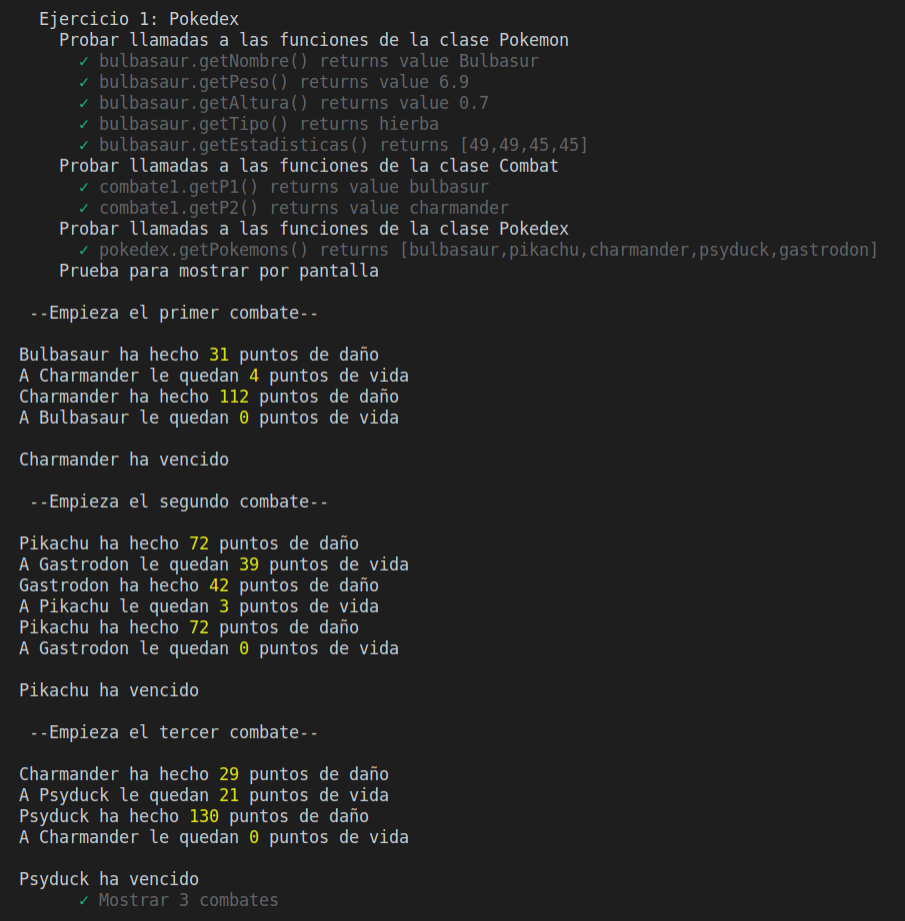 Ejercicio 1: Pokedex
Probar llamadas a las funciones de la clase Pokemon
✓ bulbasaur.getNombre() returns value Bulbasur
✓ bulbasaur.getPeso() returns value 6.9
✓ bulbasaur.getAltura() returns value 0.7
✓ bulbasaur.getTipo() returns hierba
✓ bulbasaur.getEstadisticas() returns [49,49,45,45]
Probar llamadas a las funciones de la clase Combat
✓ combate1.getP1() returns value bulbasur
✓ combate1.getP2() returns value charmander
Probar llamadas a las funciones de la clase Pokedex
✓ pokedex.getPokemons() returns [bulbasaur,pikachu,charmander,psyduck,gastrodon]
Prueba para mostrar por pantalla
--Empieza el primer combate--
Bulbasaur ha hecho 31 puntos de daño
A Charmander le quedan 4 puntos de vida
Charmander ha hecho 112 puntos de daño
A Bulbasaur le quedan 0 puntos de vida
Charmander ha vencido
--Empieza el segundo combate--
Pikachu ha hecho 72 puntos de daño
A Gastrodon le quedan 39 puntos de vida
Gastrodon ha hecho 42 puntos de daño
A Pikachu le quedan 3 puntos de vida
Pikachu ha hecho 72 puntos de daño
A Gastrodon le quedan 0 puntos de vida
Pikachu ha vencido
--Empieza el tercer combate--
Charmander ha hecho 29 puntos de daño
A Psyduck le quedan 21 puntos de vida
Psyduck ha hecho 130 puntos de daño
A Charmander le quedan 0 puntos de vida
Psyduck ha vencido
✓ Mostrar 3 combates